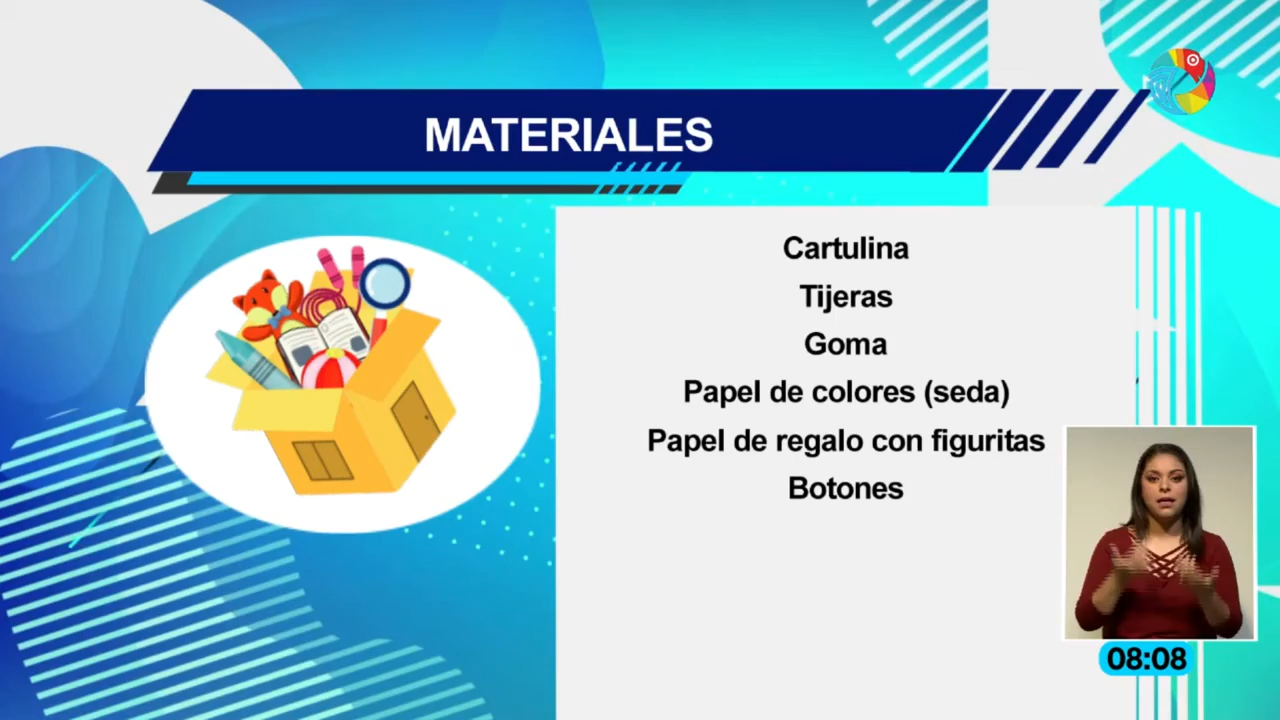 MATERIALES
Cartulina
Tijeras
Goma
Papel de colores (seda)
Papel de regalo con figuritas
Botones
08:08